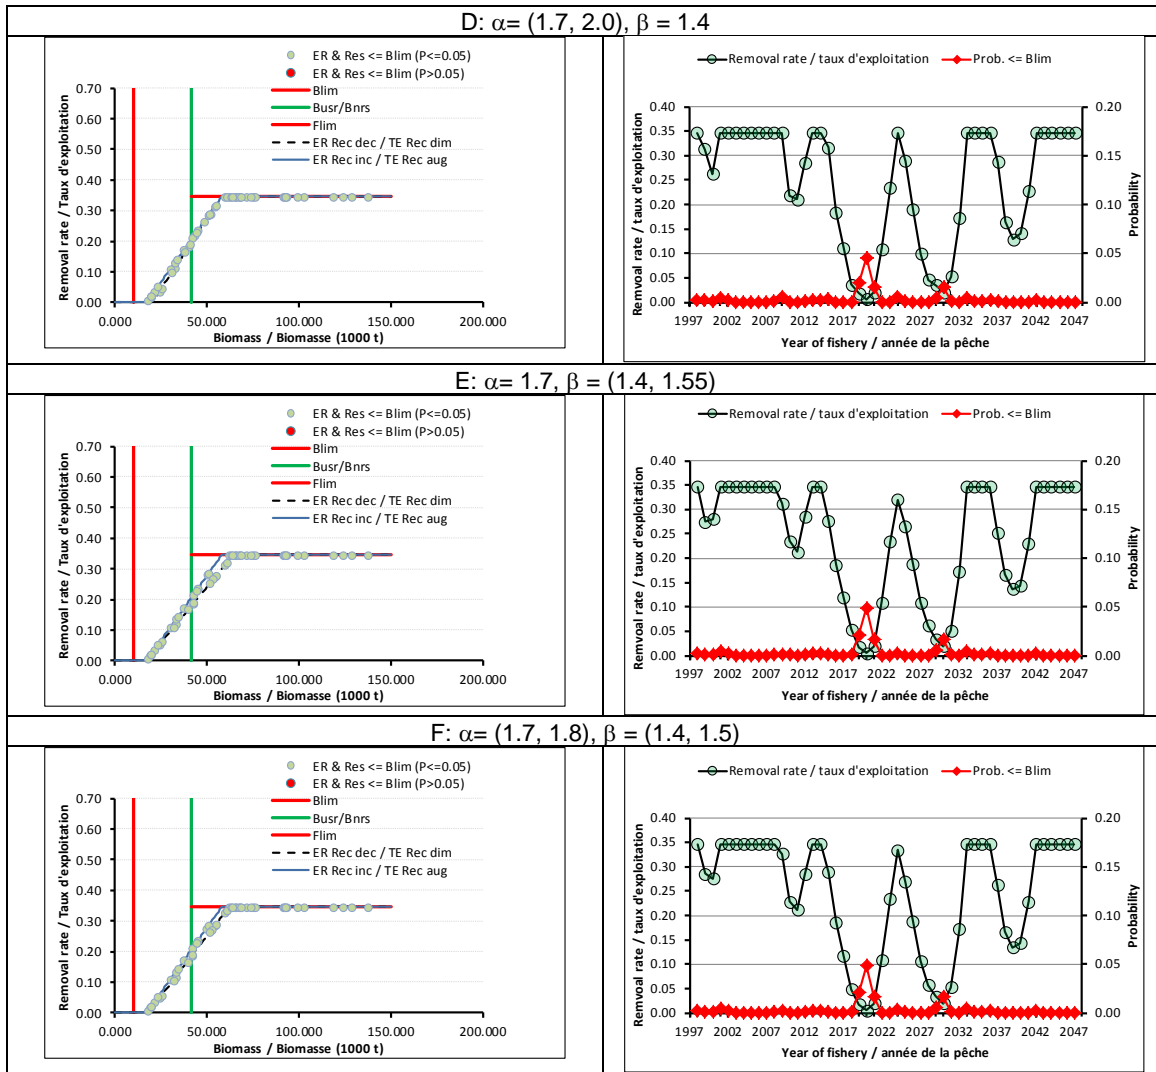 D: α= (1.7, 2.0), β = 1.4
ER & Res <= Blim (P<=0.05)
ER & Res <= Blim (P>0.05)
Blim
Busr/Bnrs
Flim
ER Rec dec / TE Rec dim
ER Rec inc / TE Rec aug
Removal rate / Taux d'exploitation
0.70
0.60
0.50
0.40
0.30
0.20
0.10
0.00
0.000 50.000 100.000 150.000 200.000
Biomass / Biomasse (1000 t)
Removal rate / taux d'exploitation Prob. <= Blim
Remvoal rate / taux d'exploitation
0.40
0.35
0.30
0.25
0.20
0.15
0.10
0.05
0.00
0.20
0.15
0.10
0.05
0.00
Probability
1997 2002 2007 2012 2017 2022 2027 2032 2037 2042 2047
Year of fishery / année de la pêche
E: α= 1.7, β = (1.4, 1.55)
ER & Res <= Blim (P<=0.05)
ER & Res <= Blim (P>0.05)
Blim
Busr/Bnrs
Flim
ER Rec dec / TE Rec dim
ER Rec inc / TE Rec aug
Removal rate / Taux d'exploitation
0.70
0.60
0.50
0.40
0.30
0.20
0.10
0.00
0.000 50.000 100.000 150.000 200.000
Biomass / Biomasse (1000 t)
Removal rate / taux d'exploitation Prob. <= Blim
Removal rate / taux d'exploitation
0.40
0.35
0.30
0.25
0.20
0.15
0.10
0.05
0.00
0.20
0.15
0.10
0.05
0.00
Probability
1997 2002 2007 2012 2017 2022 2027 2032 2037 2042 2047
Year of fishery / année de la pêche
F: α= (1.7, 1.8), β = (1.4, 1.5)
ER & Res <= Blim (P<=0.05)
ER & Res <= Blim (P>0.05)
Blim
Busr/Bnrs
Flim
ER Rec dec / TE Rec dim
ER Rec inc / TE Rec aug
Removal rate / Taux d'exploitation
0.70
0.60
0.50
0.40
0.30
0.20
0.10
0.00
0.000 50.000 100.000 150.000 200.000
Biomass / Biomasse (1000 t)
Removal rate / taux d'exploitation Prob. <= Blim
Removal rate / taux d'exploitation
0.40
0.35
0.30
0.25
0.20
0.15
0.10
0.05
0.00
0.20
0.15
0.10
0.05
0.00
Probability
1997 2002 2007 2012 2017 2022 2027 2032 2037 2042 2047
Year of fishery / année de la pêche